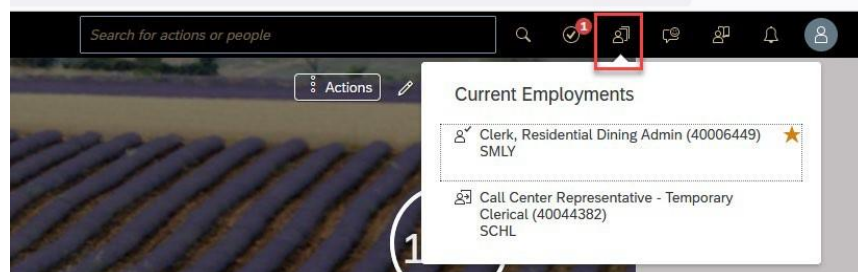 Search for actions or people
1
Actions
Current Employments
Clerk, Residential Dining Admin (40006449)
SMLY
Call Center Representative - Temporary
Clerical (40044382)
SCHL
1